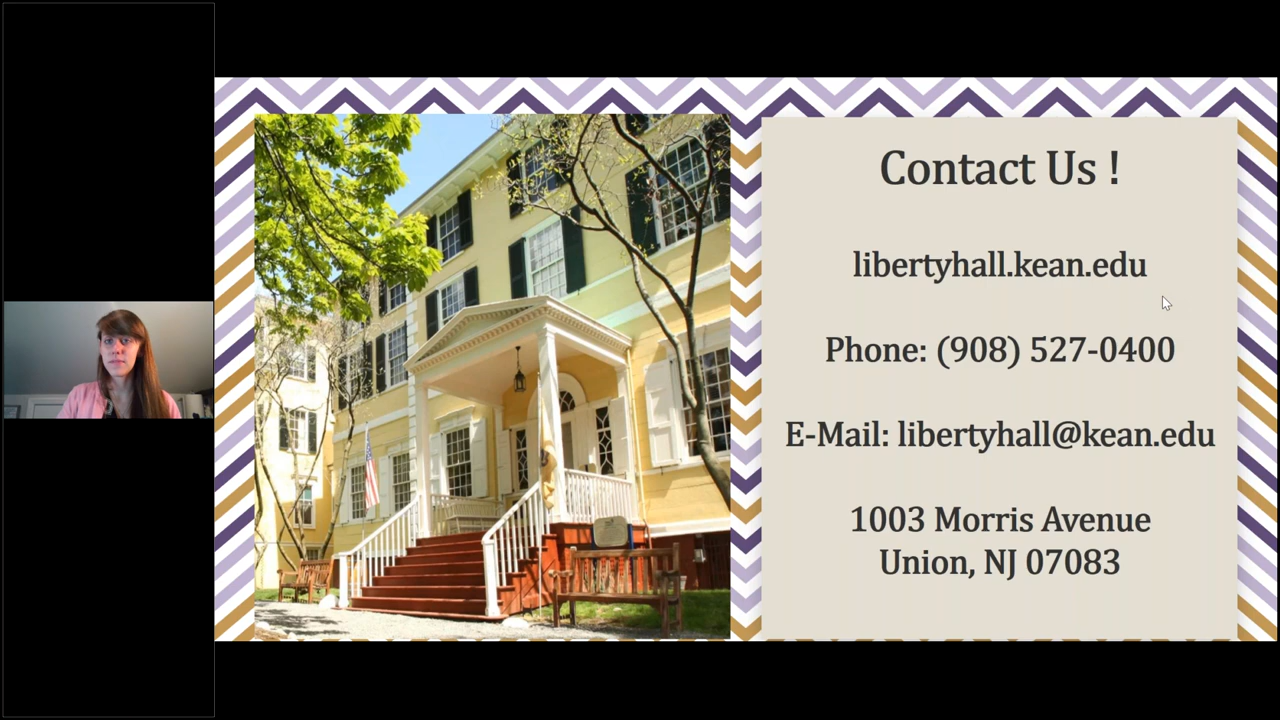 Contact Us !
libertyhall.kean.edu
Phone: (908) 527-0400
E-Mail: libertyhall@kean.edu
1003 Morris Avenue
Union, NJ 07083